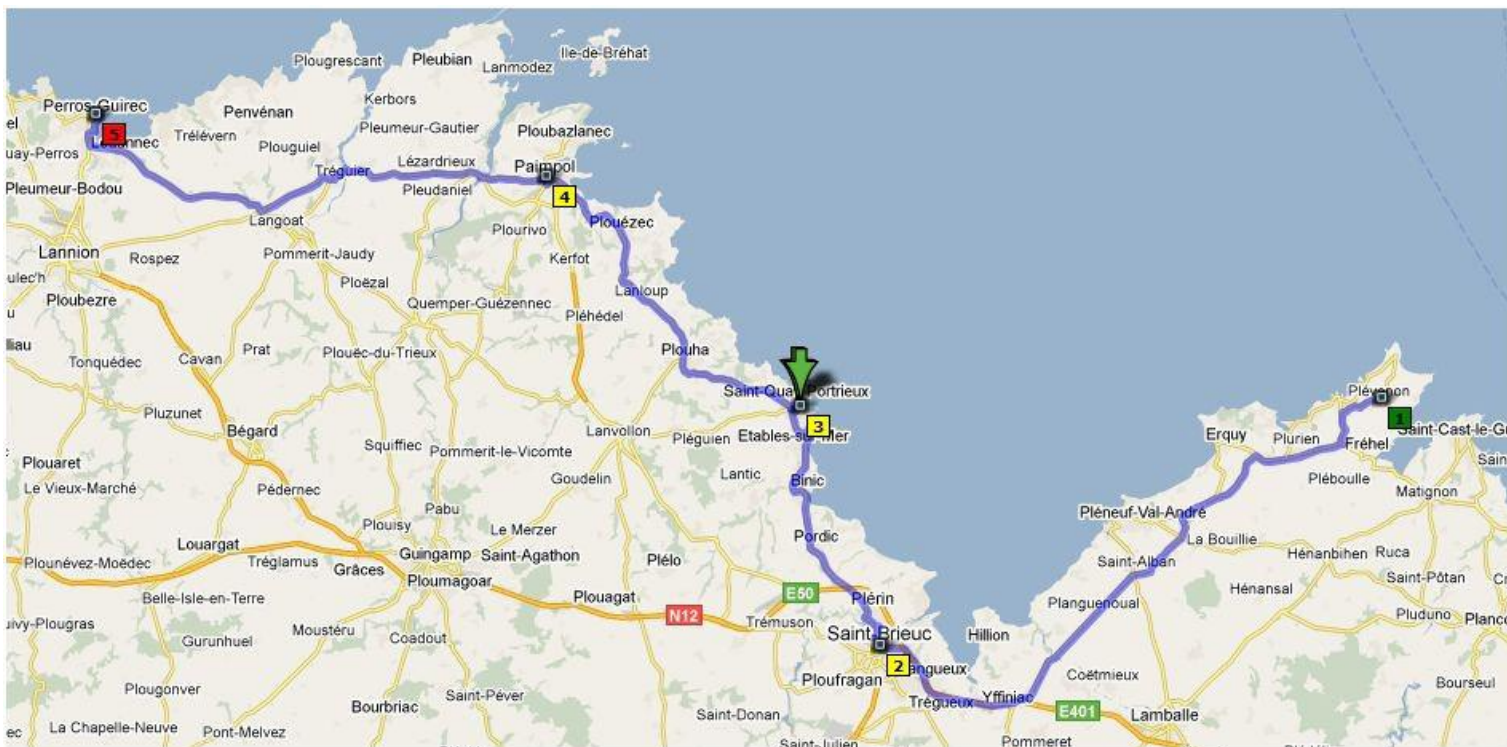 Ile-de-Bréhat
Plougrescant
Pleubian
Lanmodez
Perros-Guirec
Penvénan
Kerbors
5
Trélévern
Pleumeur-Gautier
Ploubazlanec
Plouguiel
Lézardrieux
Paimpol
Tréguier
Pleumeur-Bodou
Pleudaniel
4
Langoat
Plourivo
Plouézec
Lannion
Rospez
Pommerit-Jaudy
Kerfot
Ploëzal
Lanloup
Ploubezre
Quemper-Guézennec
Pléhédel
Prat
Plouëc-du-Trieux
Plouha
Tonquédec
Cavan
Pluzunet
Saint-Quay-Portrieux
Plévenon
1
3
Bégard
Lanvollon
Pléguien
Etables-sur-Mer
Erquy
Plurien
Fréhel
Squiffiec
Pommerit-le-Vicomte
Plouaret
Lantic
Binic
Pléboulle
Goudelin
Le Vieux-Marché
Pédernec
Matignon
Pabu
Plouisy
Le Merzer
Pordic
Pléneuf-Val-André
La Bouillie
Louargat
Guingamp
Saint-Agathon
Plélo
Hénanbihen
Ruca
Plounévez-Moëdec
Tréglamus
Grâces
Ploumagoar
Saint-Alban
Saint-Pôtan
Hénansal
E50
Belle-Isle-en-Terre
Plouagat
N12
Plérin
Planguenoual
Pluduno
Trémuson
Moustéru
Coadout
Gurunhuel
Saint-Brieuc
Hillion
2
Ploufragan
Coëtmieux
Plougonver
Saint-Péver
Trégueux
Yffiniac
Bourseul
Bourbriac
E401
Lamballe
Saint-Donan
La Chapelle-Neuve
Pont-Melvez
Pommeret